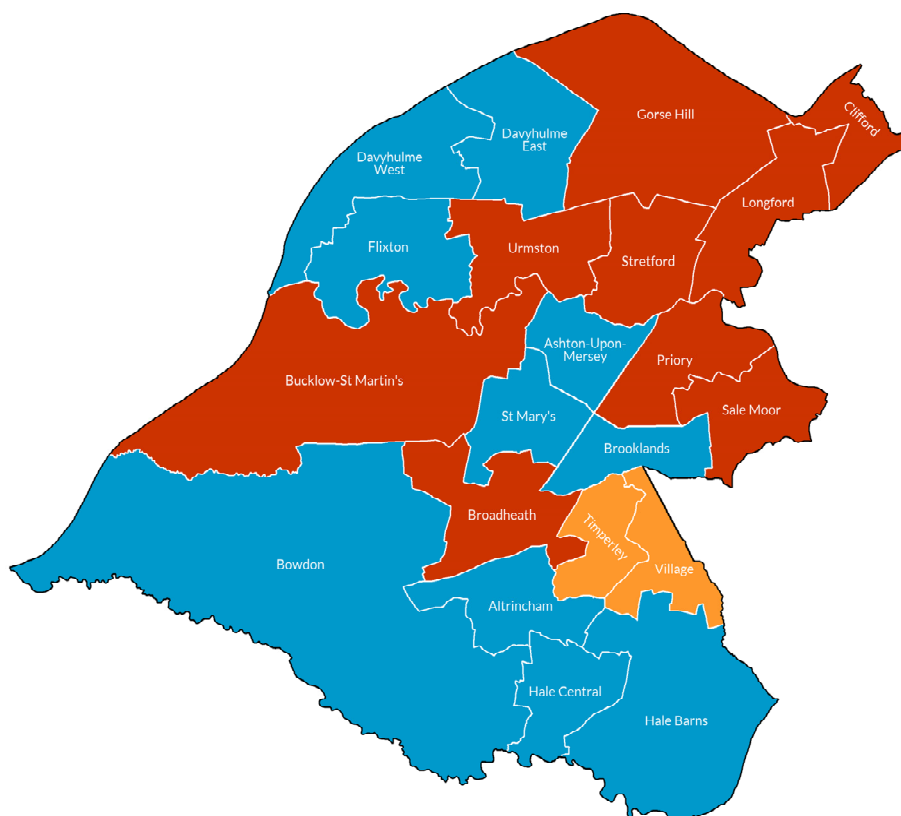 Gorse Hill
Clifford
Davyhulme
East
Davyhulme
West
Longford
Flixton
Urmston
Stretford
Ashton-Upon-
Mersey
Priory
Bucklow-St Martin's
Sale Moor
St Mary's
Brooklands
Broadheath
Timperley
Village
Bowdon
Altrincham
Hale Central
Hale Barns